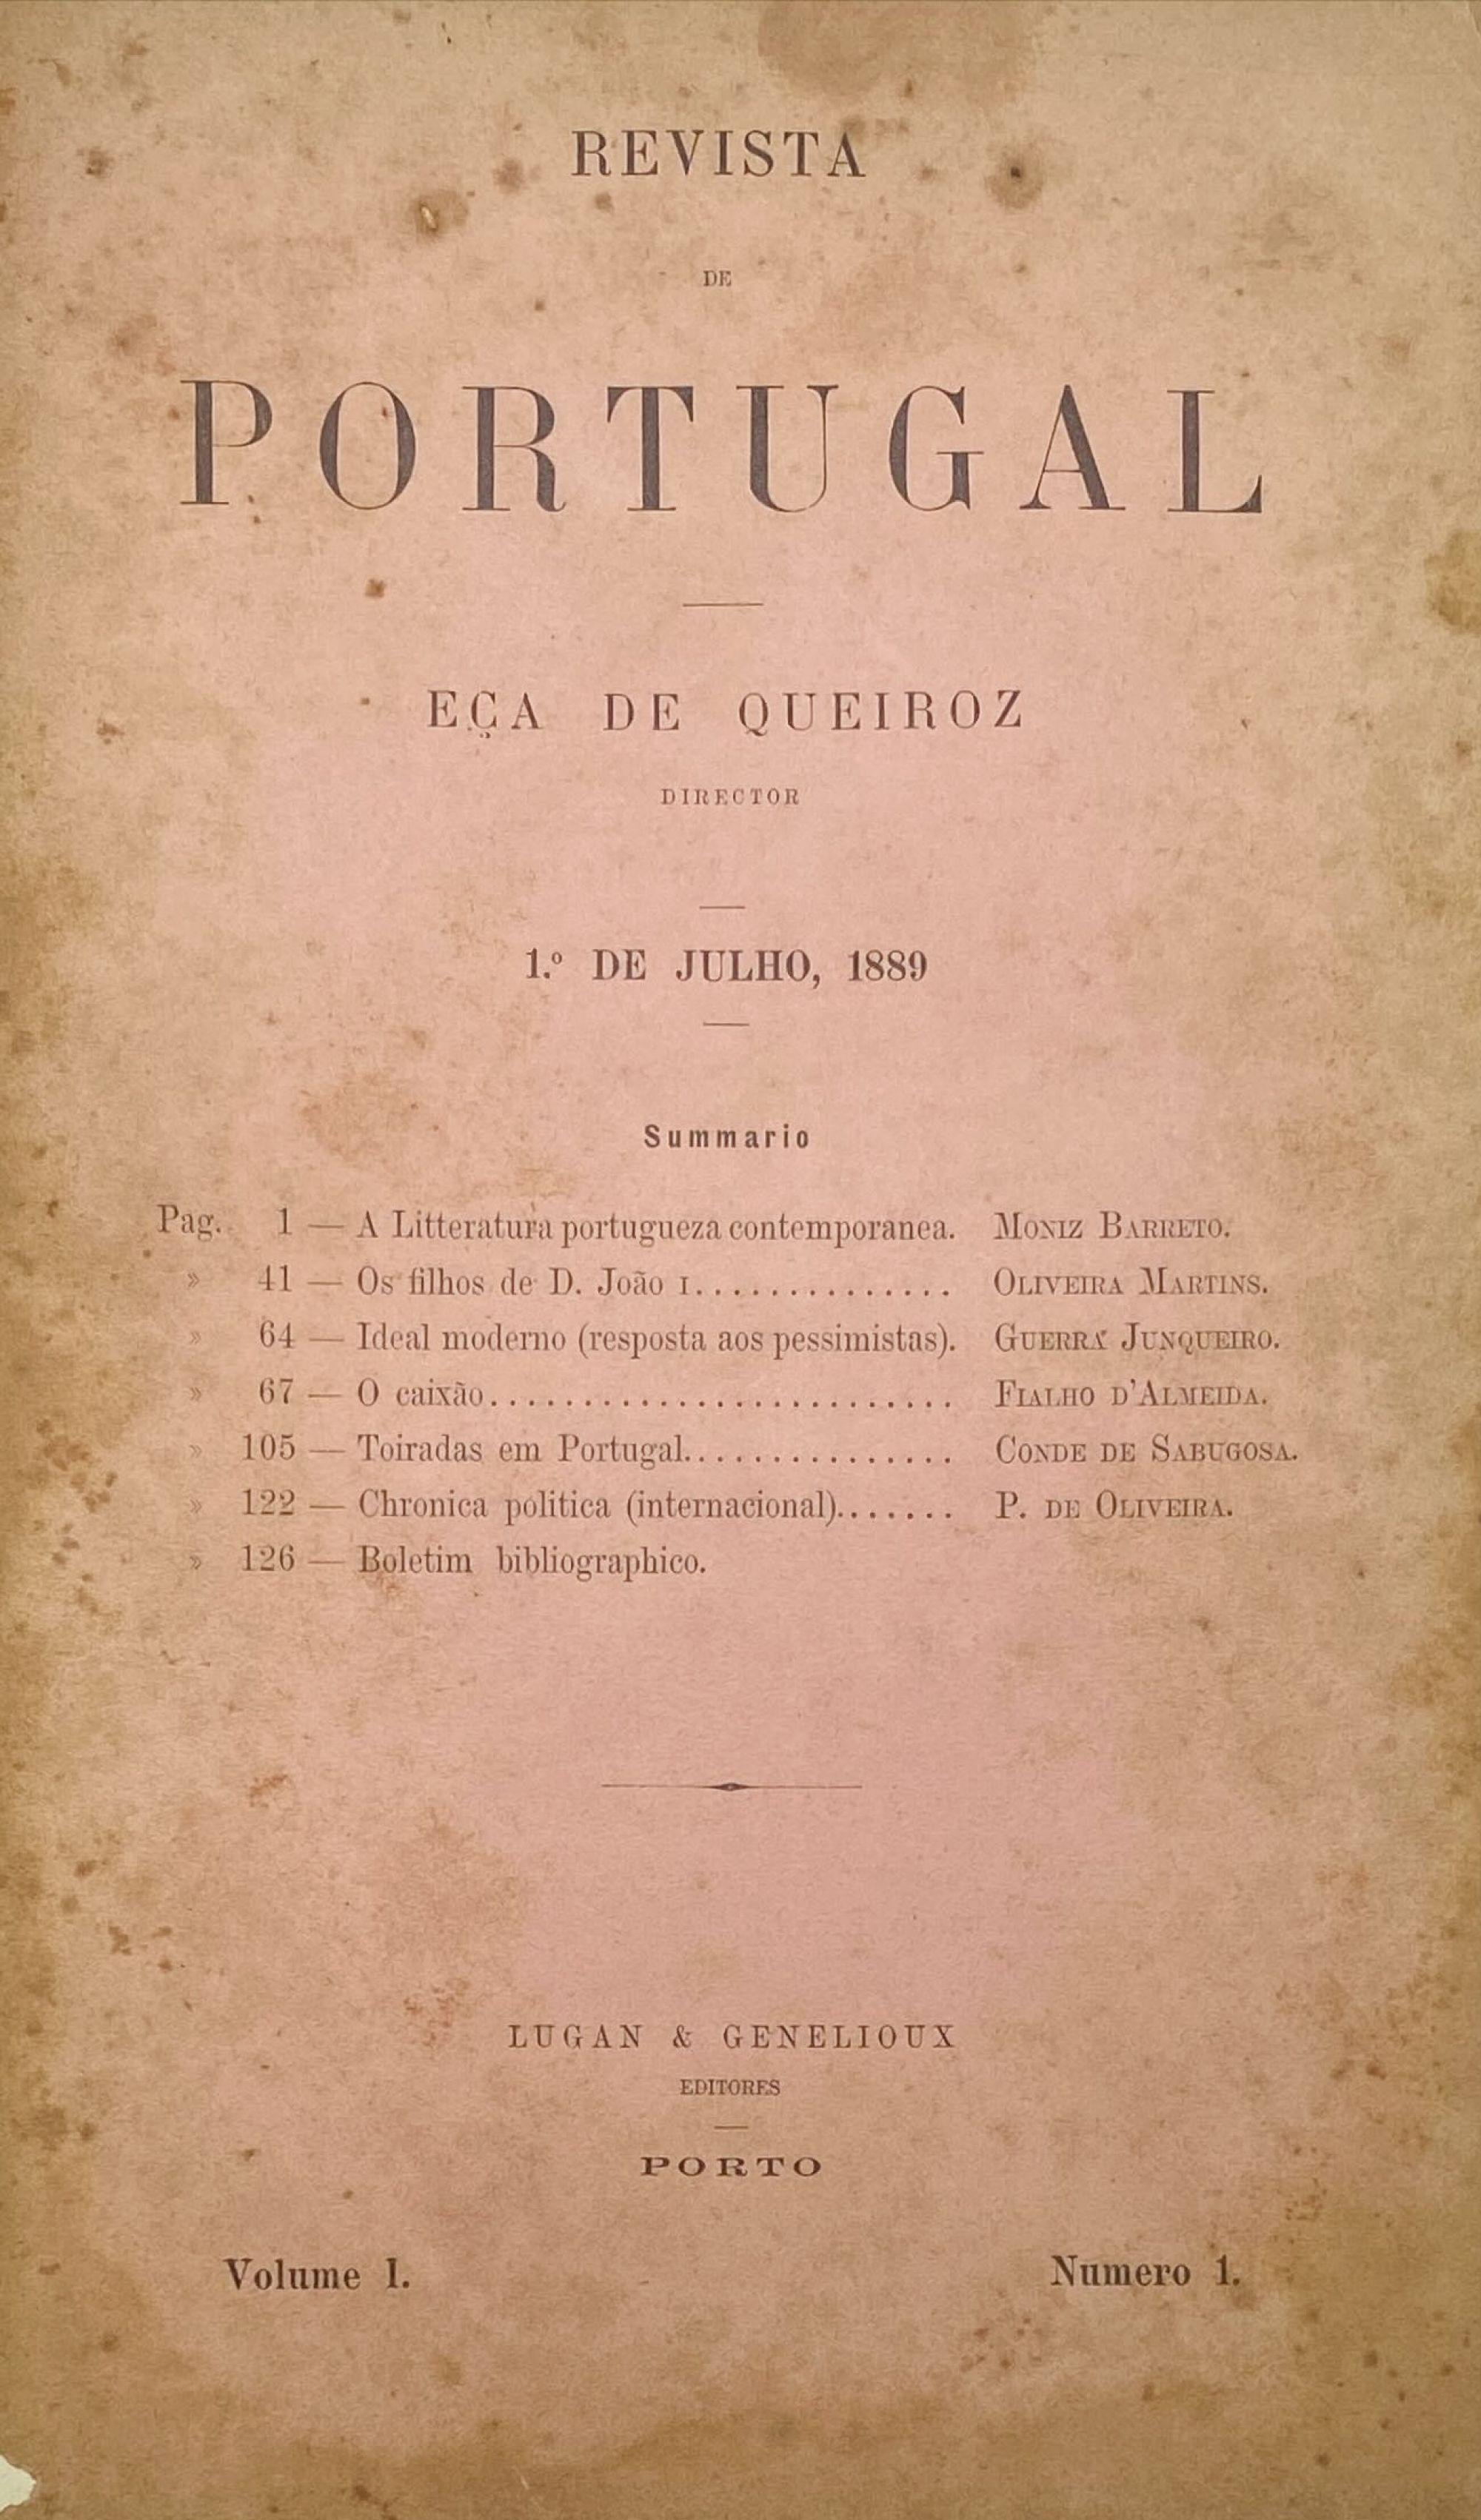 REVISTA
DE
PORTUGAL
EÇA DE QUEIROZ
DIRECTOR
1.º DE JULHO, 1889
Summario
Pag. 1 — A Litteratura portugueza contemporanea. MONIZ BARRETO.
» 41 — Os filhos de D. João I.............. OLIVEIRA MARTINS.
» 64 — Ideal moderno (resposta aos pessimistas). GUERRA JUNQUEIRO.
» 67 — O caixão......................... FIALHO D'ALMEIDA.
» 105 — Toiradas em Portugal............... CONDE DE SABUGOSA.
» 122 — Chronica politica (internacional)....... P. DE OLIVEIRA.
» 126 — Boletim bibliographico.
LUGAN & GENELIOUX
EDITORES
PORTO
Volume I. Numero 1.